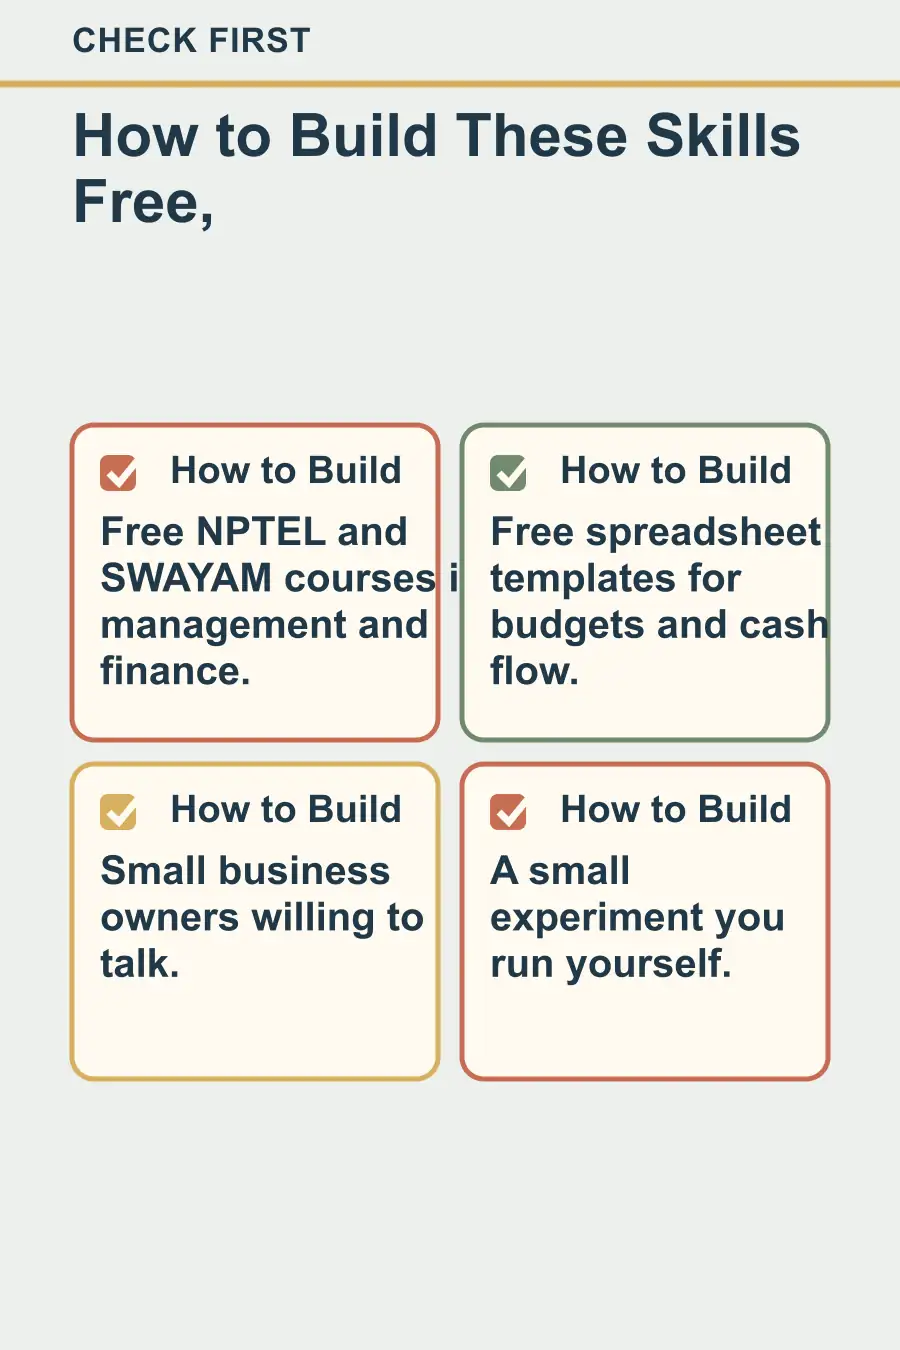 CHECK FIRST
How to Build These Skills
Free,
How to Build
Free NPTEL and
SWAYAM courses i
management and
finance.
How to Build
Free spreadsheet
templates for
budgets and cash
flow.
How to Build
Small business
owners willing to
talk.
How to Build
A small
experiment you
run yourself.